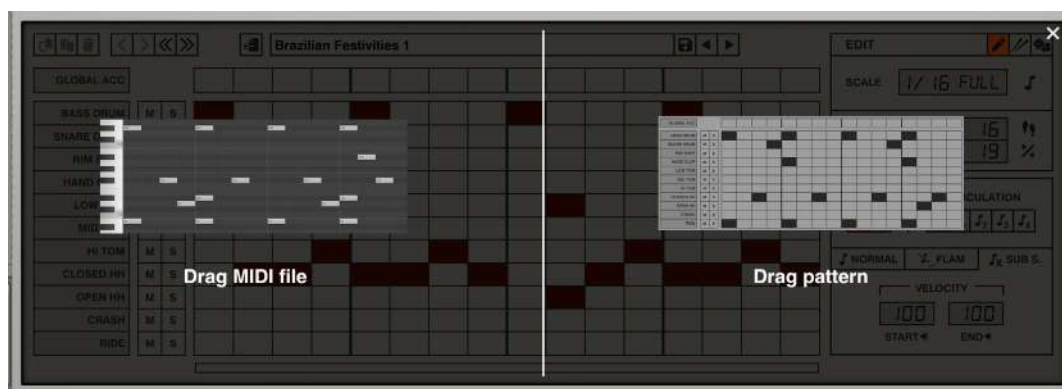 Brazilian Festivities 1
EDIT
GLOBAL ACC
SCALE 1/16 FULL
BASS DRUM M S
SNARE
16
RIM
19 %
HAND
LOW
CULATION
MID
HI TOM M S
NORMAL FLAM SUB S.
CLOSED HH M S
Drag MIDI file
Drag pattern
OPEN HH M S
VELOCITY
100 100
CRASH M S
START END
RIDE M S